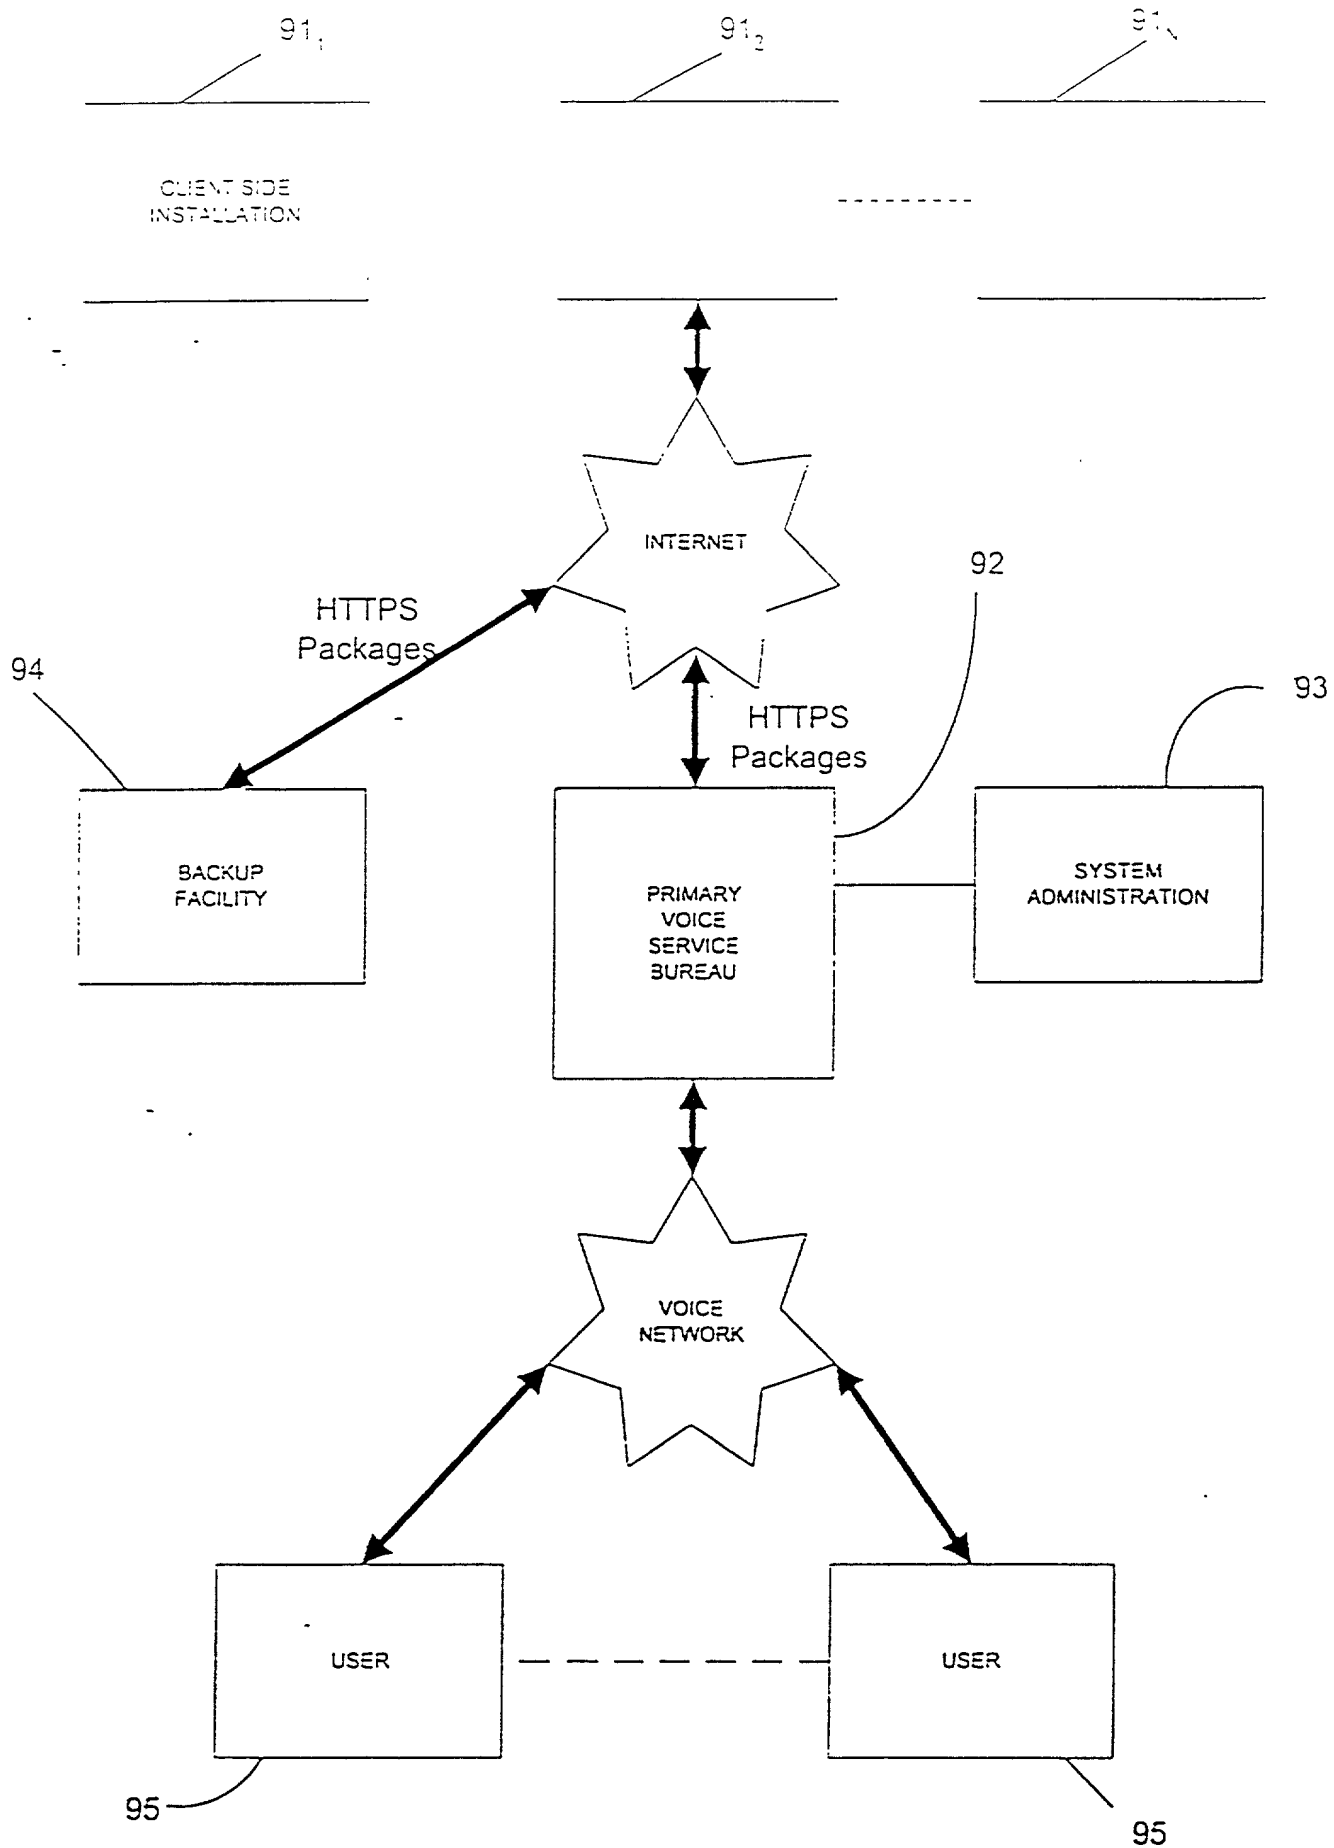 91₁
91₂
91ₙ
CLIENT SIDE
INSTALLATION
INTERNET
92
HTTPS
Packages
94
93
HTTPS
Packages
BACKUP
FACILITY
PRIMARY
VOICE
SERVICE
BUREAU
SYSTEM
ADMINISTRATION
VOICE
NETWORK
USER
USER
95
95